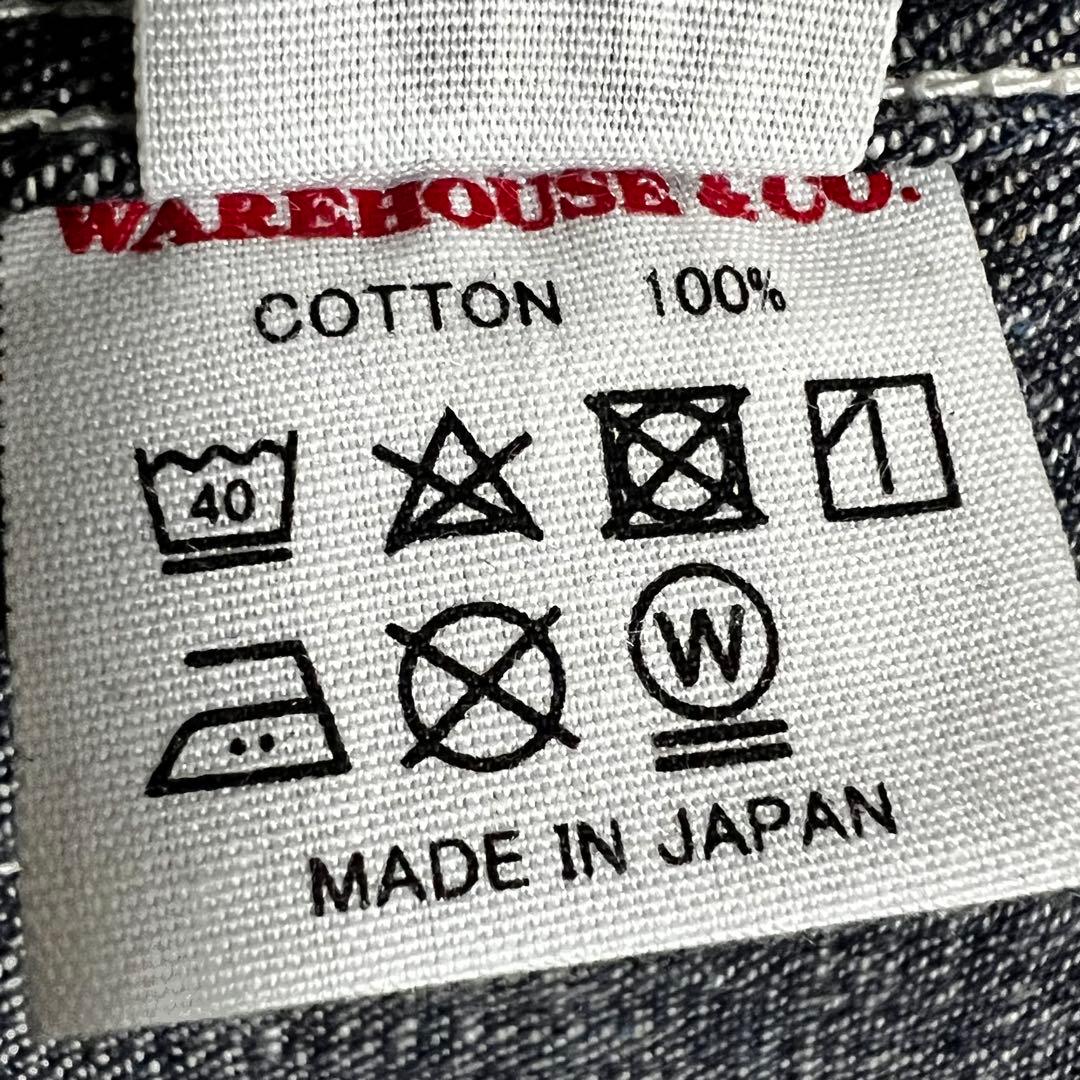 WAREHOUSE & CO.
COTTON 100%
40
W
MADE IN JAPAN